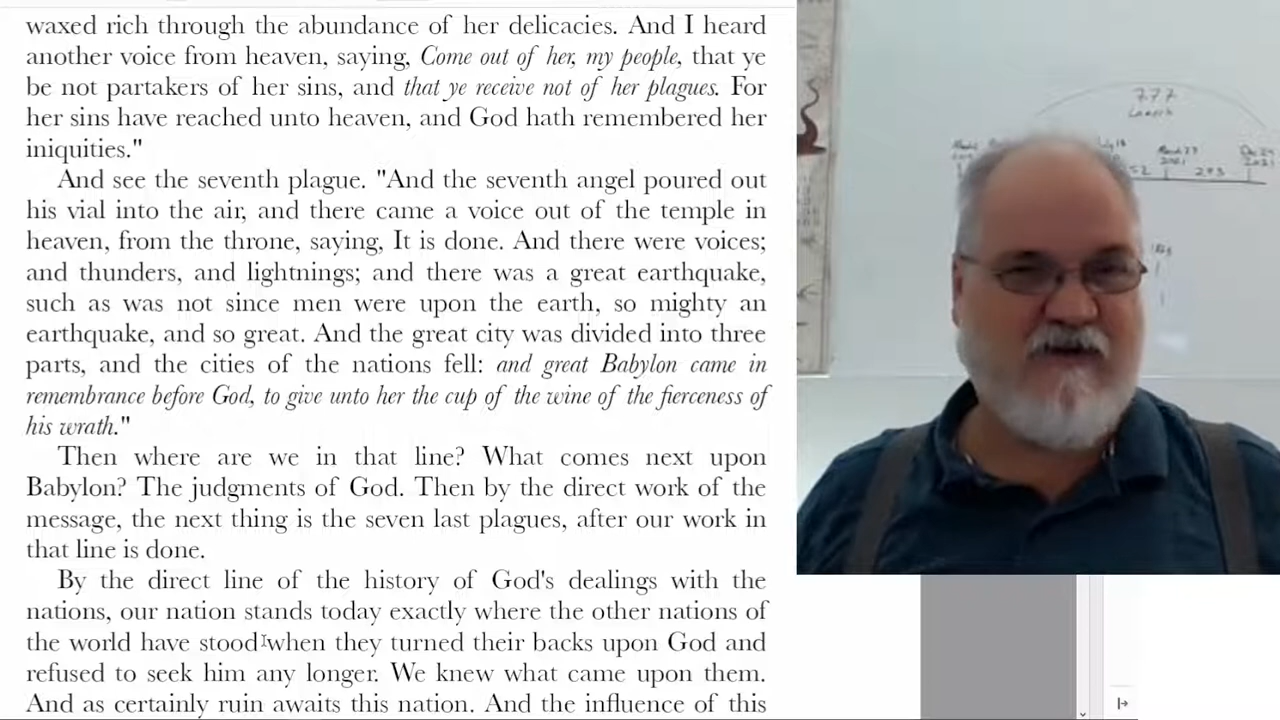 waxed rich through the abundance of her delicacies. And I heard
another voice from heaven, saying, Come out of her, my people, that ye
be not partakers of her sins, and that ye receive not of her plagues. For
her sins have reached unto heaven, and God hath remembered her
iniquities."
And see the seventh plague. "And the seventh angel poured out
his vial into the air, and there came a voice out of the temple in
heaven, from the throne, saying, It is done. And there were voices;
and thunders, and lightnings; and there was a great earthquake,
such as was not since men were upon the earth, so mighty an
earthquake, and so great. And the great city was divided into three
parts, and the cities of the nations fell: and great Babylon came in
remembrance before God, to give unto her the cup of the wine of the fierceness of
his wrath."
Then where are we in that line? What comes next upon
Babylon? The judgments of God. Then by the direct work of the
message, the next thing is the seven last plagues, after our work in
that line is done.
By the direct line of the history of God's dealings with the
nations, our nation stands today exactly where the other nations of
the world have stood when they turned their backs upon God and
refused to seek him any longer. We knew what came upon them.
And as certainly ruin awaits this nation. And the influence of this
777